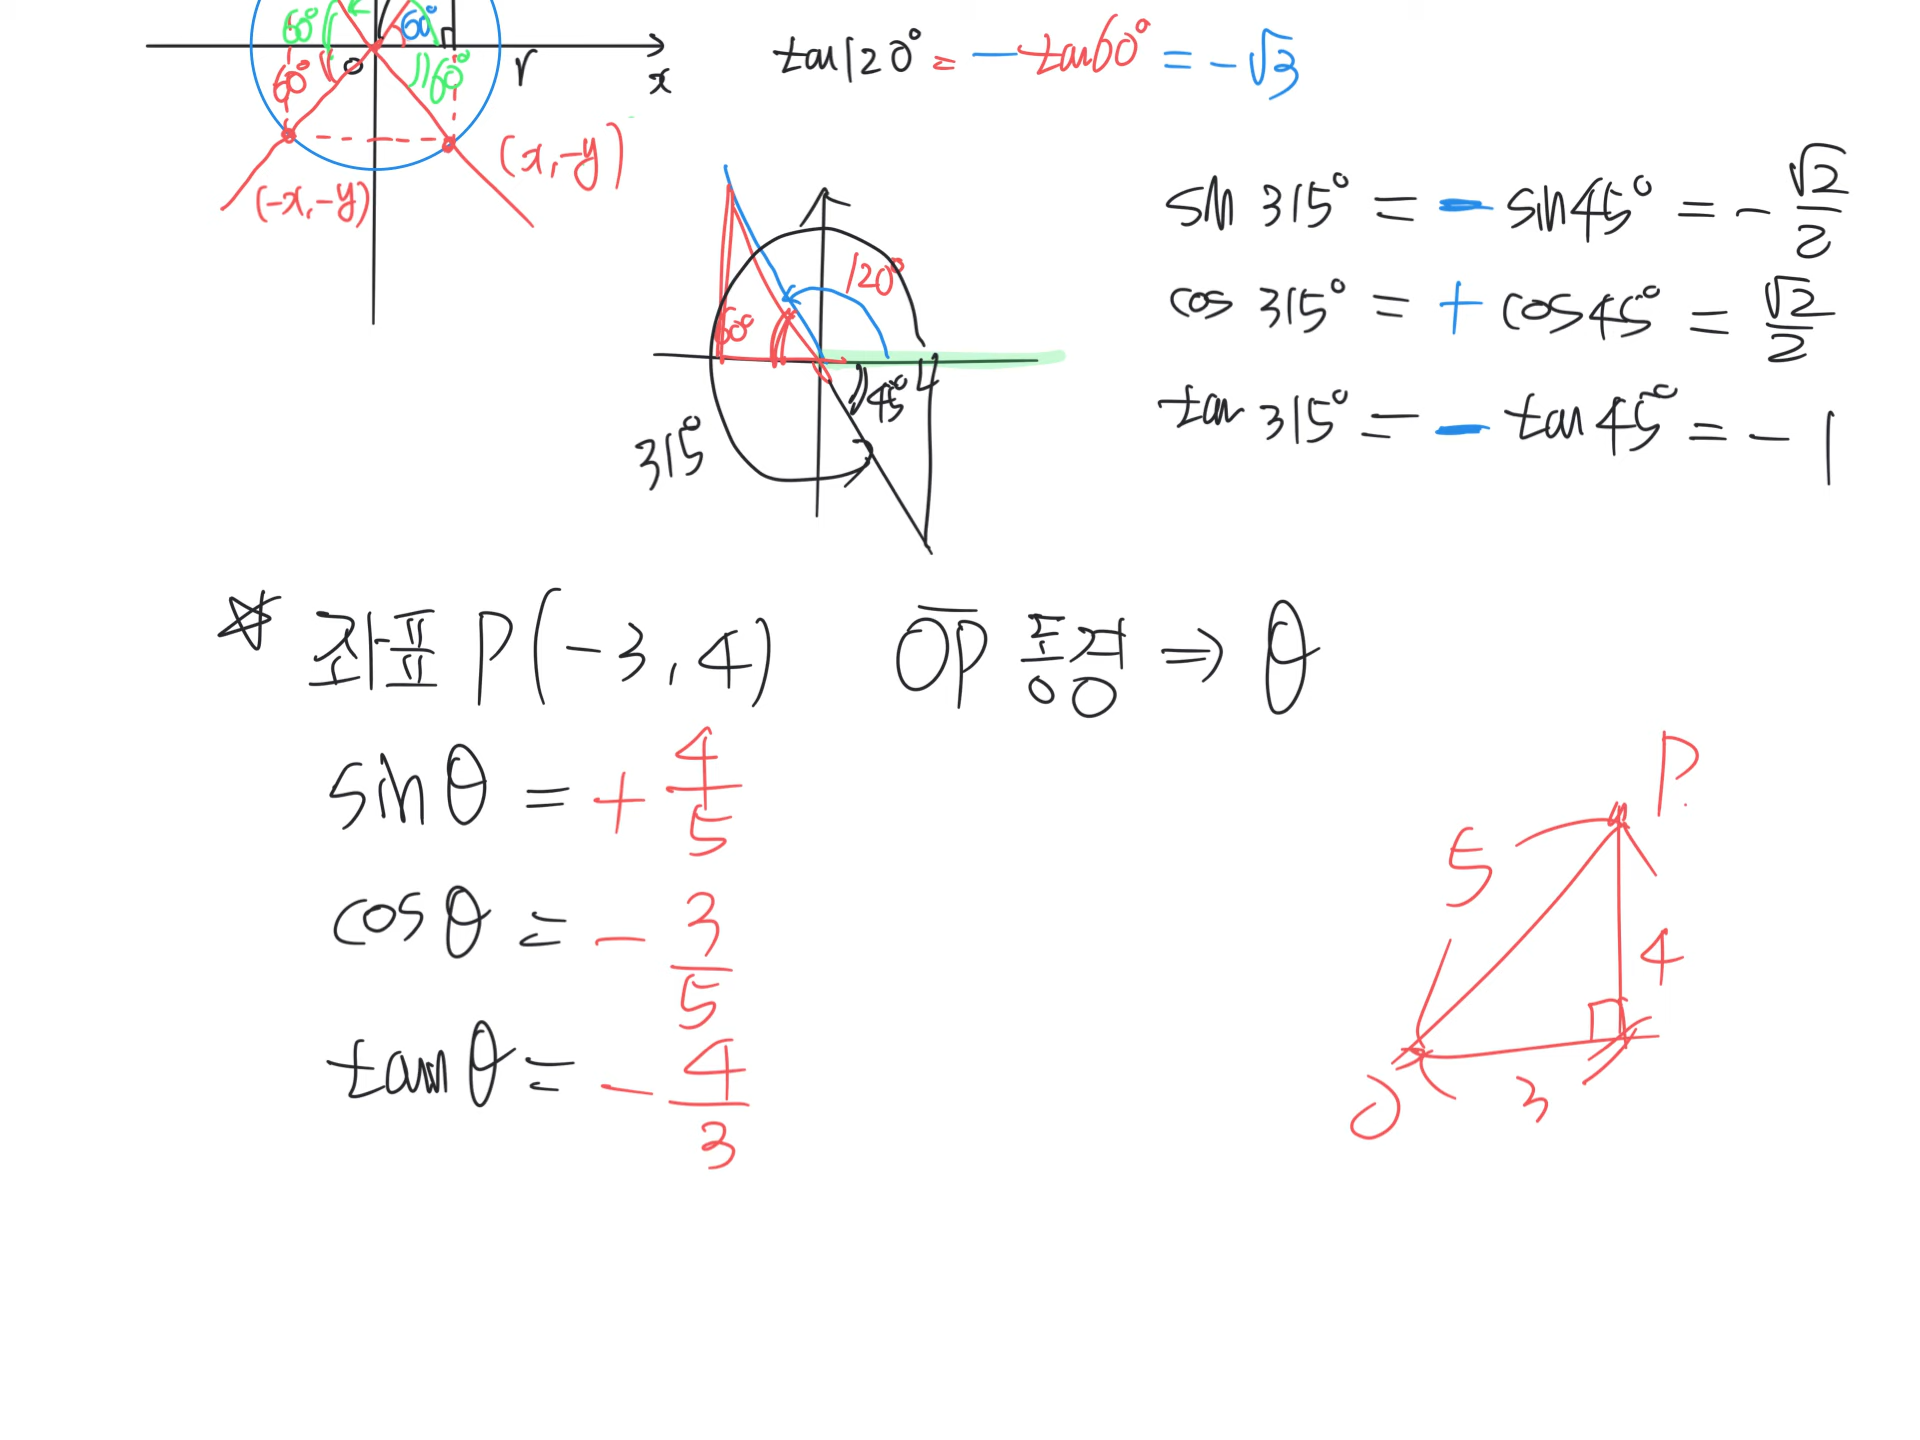 60° 60° 60° 60°
O r x
(-x, -y) (x, -y)
tan120° = -tan60° = -√3
120° 60° 45° 315°
sin 315° = - sin45° = - √2/2
cos 315° = + cos45° = √2/2
tan 315° = - tan45° = - 1
☆ 좌표 P(-3, 4) OP 동경 ⇒ θ
sinθ = + 4/5
cosθ = - 3/5
tanθ = - 4/3
P 5 4 O 3